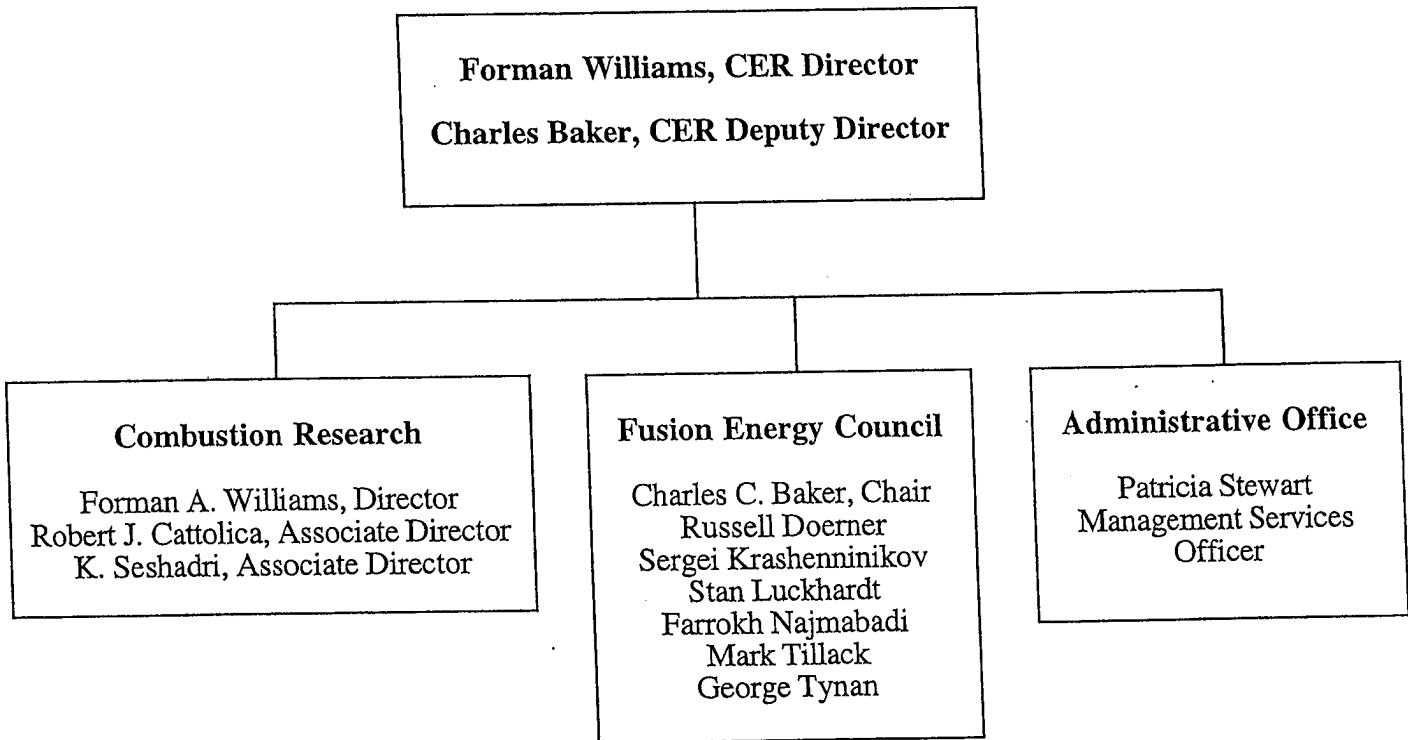 Forman Williams, CER Director
Charles Baker, CER Deputy Director
Combustion Research
Forman A. Williams, Director
Robert J. Cattolica, Associate Director
K. Seshadri, Associate Director
Fusion Energy Council
Charles C. Baker, Chair
Russell Doerner
Sergei Krashenninikov
Stan Luckhardt
Farrokh Najmabadi
Mark Tillack
George Tynan
Administrative Office
Patricia Stewart
Management Services
Officer